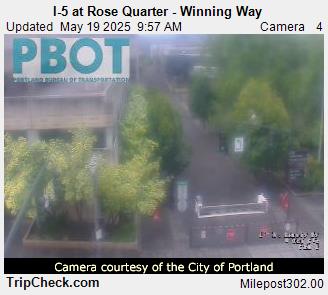 I-5 at Rose Quarter - Winning Way
Updated May 19 2025 9:57 AM Camera 4
PBOT
PORTLAND BUREAU OF TRANSPORTATION
Camera courtesy of the City of Portland
TripCheck.com Milepost302.00